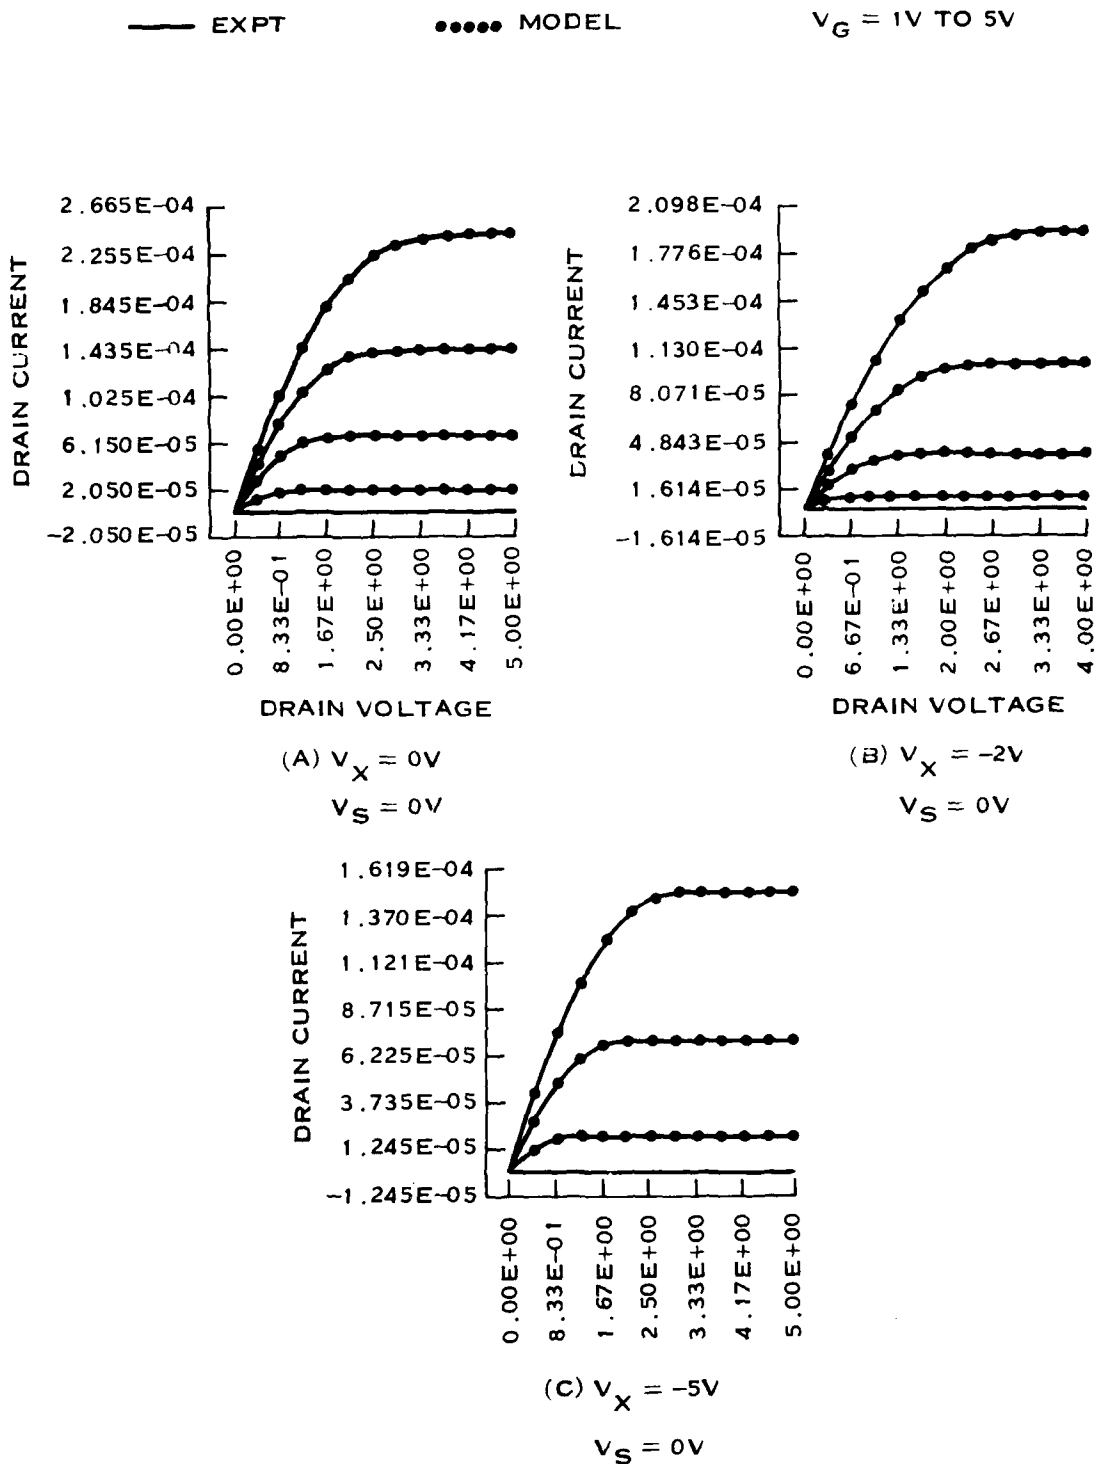 EXPT
MODEL
V_G = 1V TO 5V
DRAIN CURRENT
2.665E-04
2.255E-04
1.845E-04
1.435E-04
1.025E-04
6.150E-05
2.050E-05
-2.050E-05
0.00E+00
8.33E-01
1.67E+00
2.50E+00
3.33E+00
4.17E+00
5.00E+00
DRAIN VOLTAGE
(A) V_X = 0V
V_S = 0V
DRAIN CURRENT
2.098E-04
1.776E-04
1.453E-04
1.130E-04
8.071E-05
4.843E-05
1.614E-05
-1.614E-05
0.00E+00
6.67E-01
1.33E+00
2.00E+00
2.67E+00
3.33E+00
4.00E+00
DRAIN VOLTAGE
(B) V_X = -2V
V_S = 0V
DRAIN CURRENT
1.619E-04
1.370E-04
1.121E-04
8.715E-05
6.225E-05
3.735E-05
1.245E-05
-1.245E-05
0.00E+00
8.33E-01
1.67E+00
2.50E+00
3.33E+00
4.17E+00
5.00E+00
(C) V_X = -5V
V_S = 0V